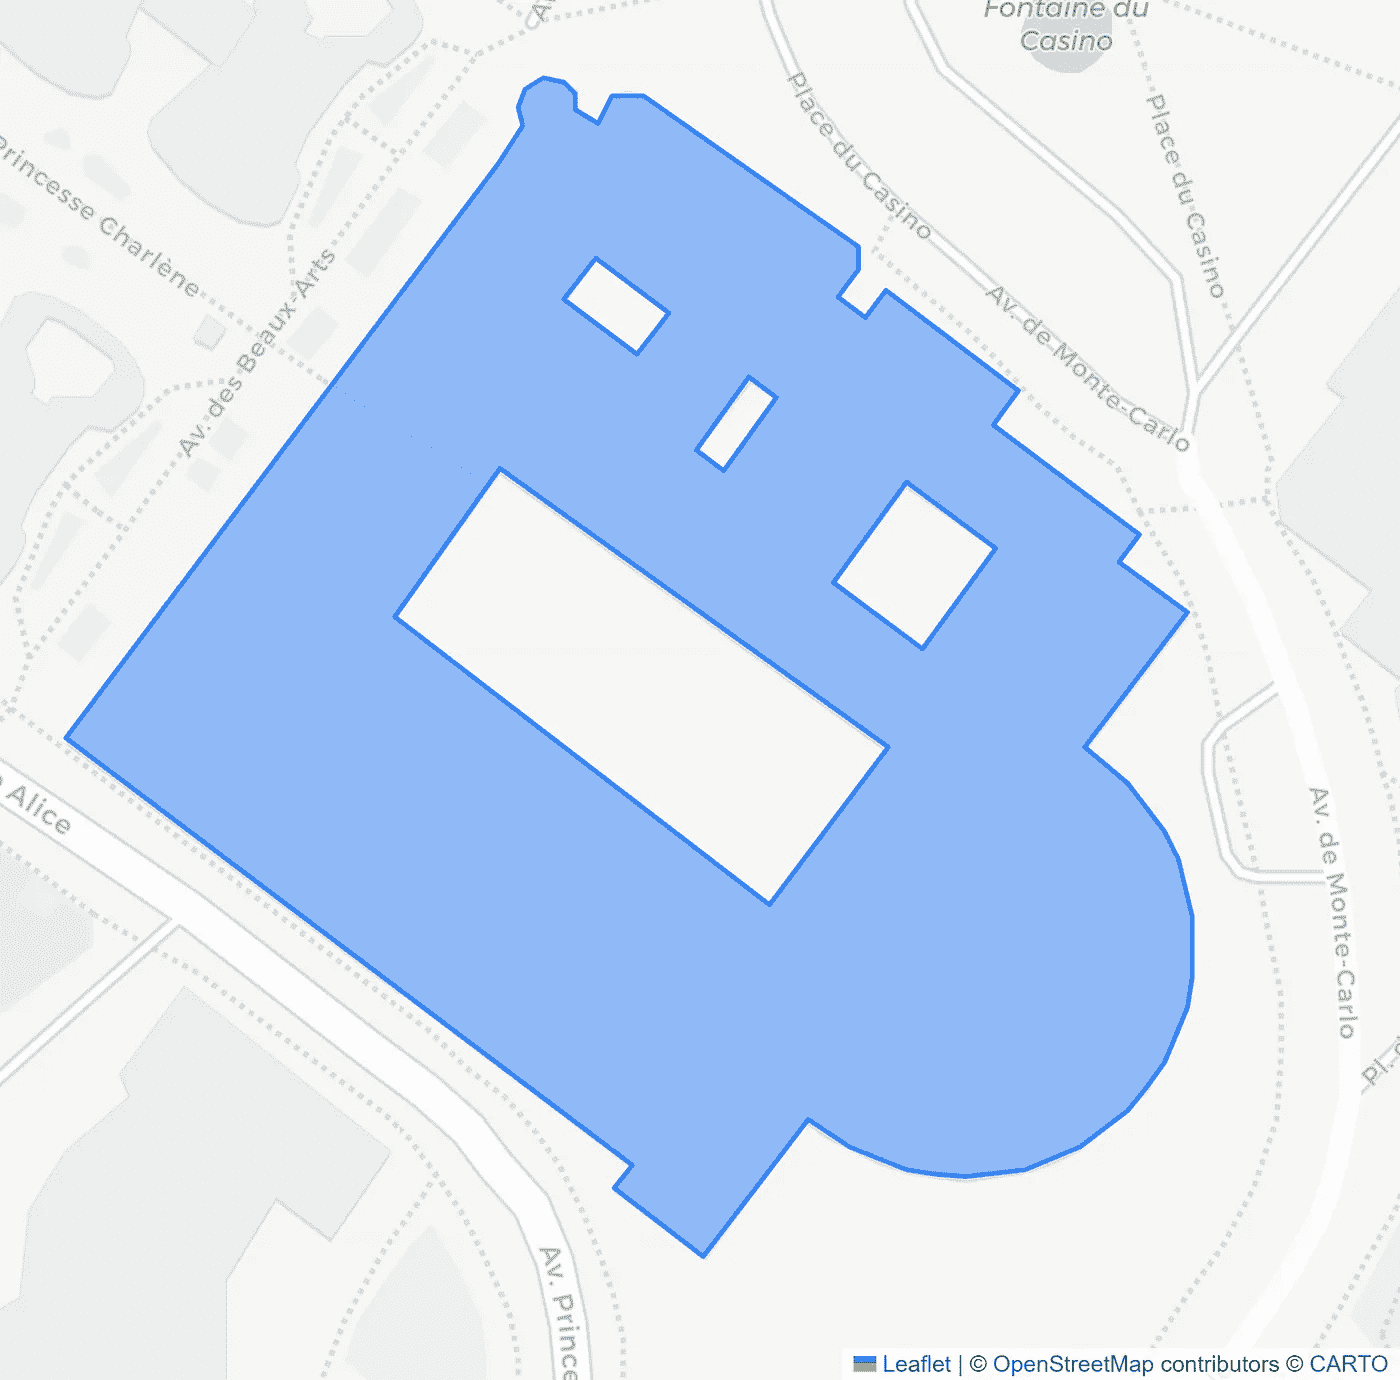 Fontaine du
Casino
Place du Casino
Place du Casino
Princesse Charlène
Av. des Beaux-Arts
Av. de Monte-Carlo
Alice
Av. de Monte-Carlo
Av. Prince
Leaflet | © OpenStreetMap contributors © CARTO